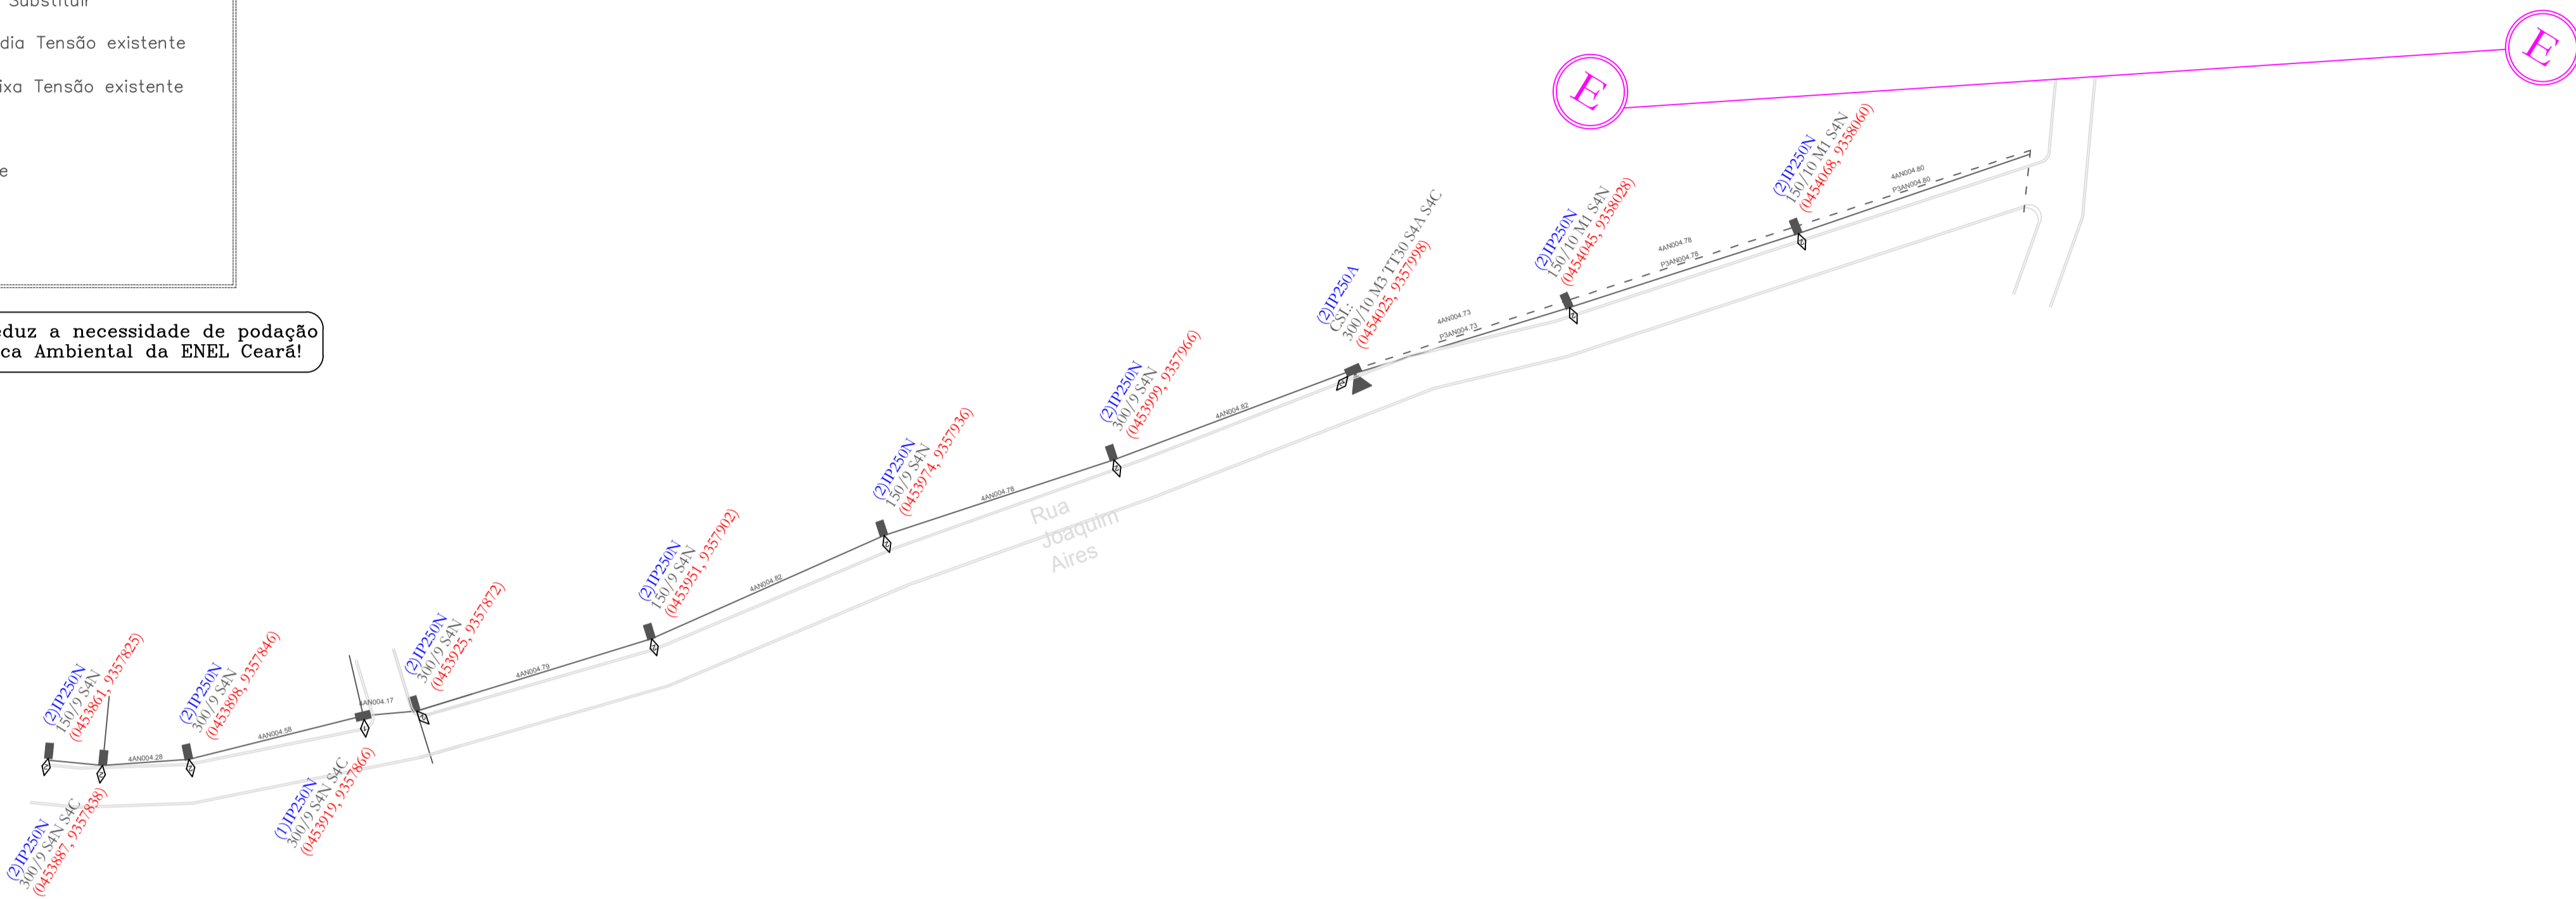 Substituir
dia Tensão existente
ixa Tensão existente
e
eduz a necessidade de podação
ca Ambiental da ENEL Ceará!
E
E
(2)IP250N
150/9 S4N
(0453861, 9357825)
(2)IP250N
300/9 S4N S4C
(0453887, 9357838)
4AN004.28
(2)IP250N
300/9 S4N
(0453898, 9357846)
4AN004.58
(1)IP250N
300/9 S4N S4C
(0453919, 9357866)
4AN004.17
(2)IP250N
300/9 S4N
(0453925, 9357872)
4AN004.79
(2)IP250N
150/9 S4N
(0453951, 9357902)
4AN004.82
(2)IP250N
150/9 S4N
(0453974, 9357936)
4AN004.78
(2)IP250N
300/9 S4N
(0453999, 9357966)
4AN004.82
Rua
Joaquim
Aires
(2)IP250A
CSI.:
300/10 M3 TT30 S4A S4C
(0454025, 9357998)
4AN004.73
P3AN004.73
(2)IP250N
150/10 M1 S4N
(0454045, 9358028)
4AN004.78
P3AN004.78
(2)IP250N
150/10 M1 S4N
(0454068, 9358060)
4AN004.80
P3AN004.80